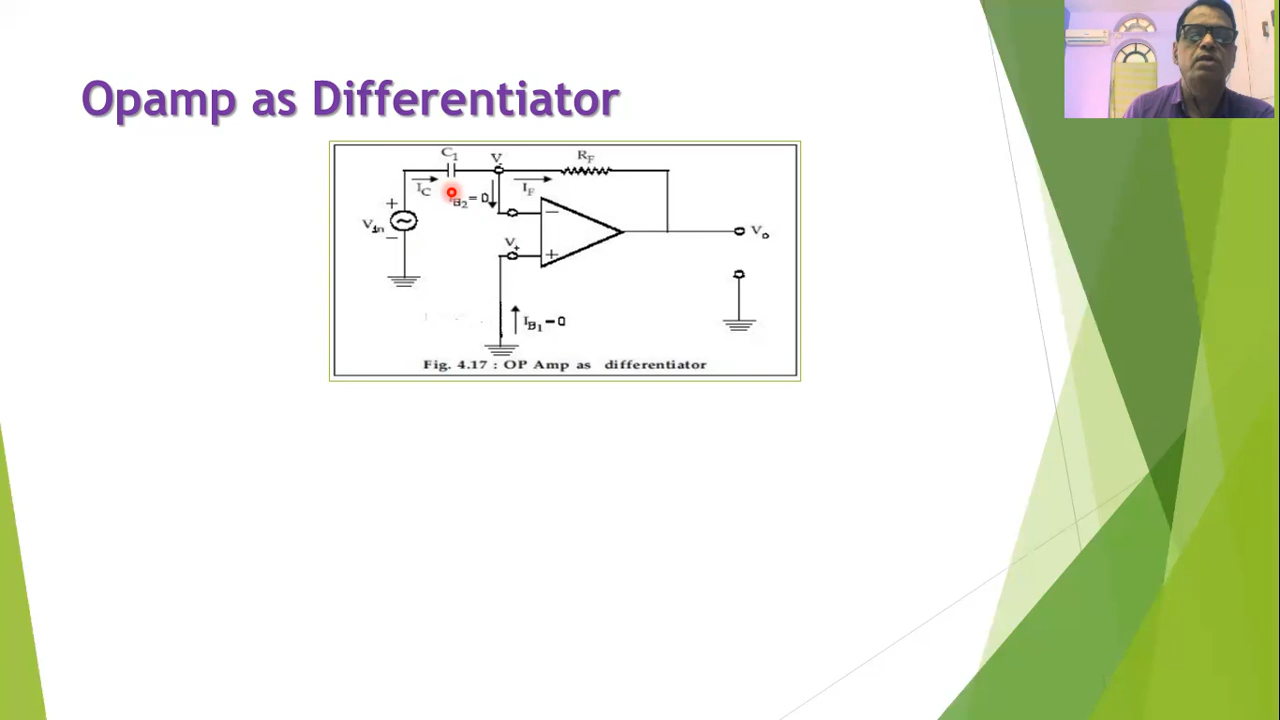 Opamp as Differentiator
C1
V-
RF
IC
IB2 = 0
IF
+
Vin
−
−
V+
+
Vo
IB1 = 0
Fig. 4.17 : OP Amp as differentiator